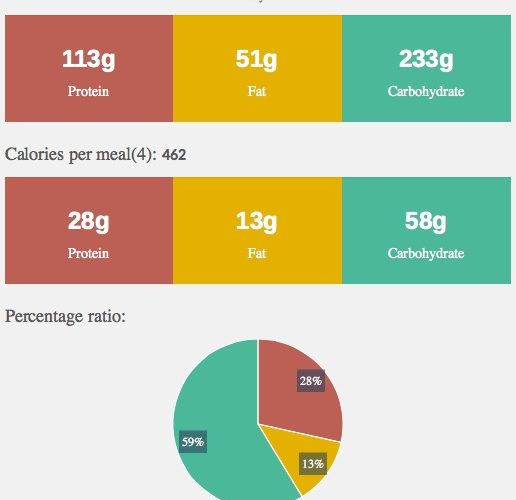 113g 51g 233g
Protein Fat Carbohydrate
Calories per meal(4): 462
28g 13g 58g
Protein Fat Carbohydrate
Percentage ratio:
28%
59%
13%